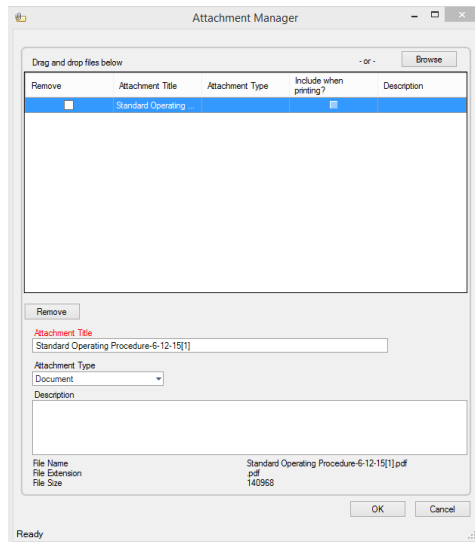 Attachment Manager
Drag and drop files below - or - Browse
Remove Attachment Title Attachment Type Include when printing? Description
Standard Operating ...
Remove
Attachment Title
Standard Operating Procedure-6-12-15[1]
Attachment Type
Document
Description
File Name Standard Operating Procedure-6-12-15[1].pdf
File Extension .pdf
File Size 140968
OK Cancel
Ready